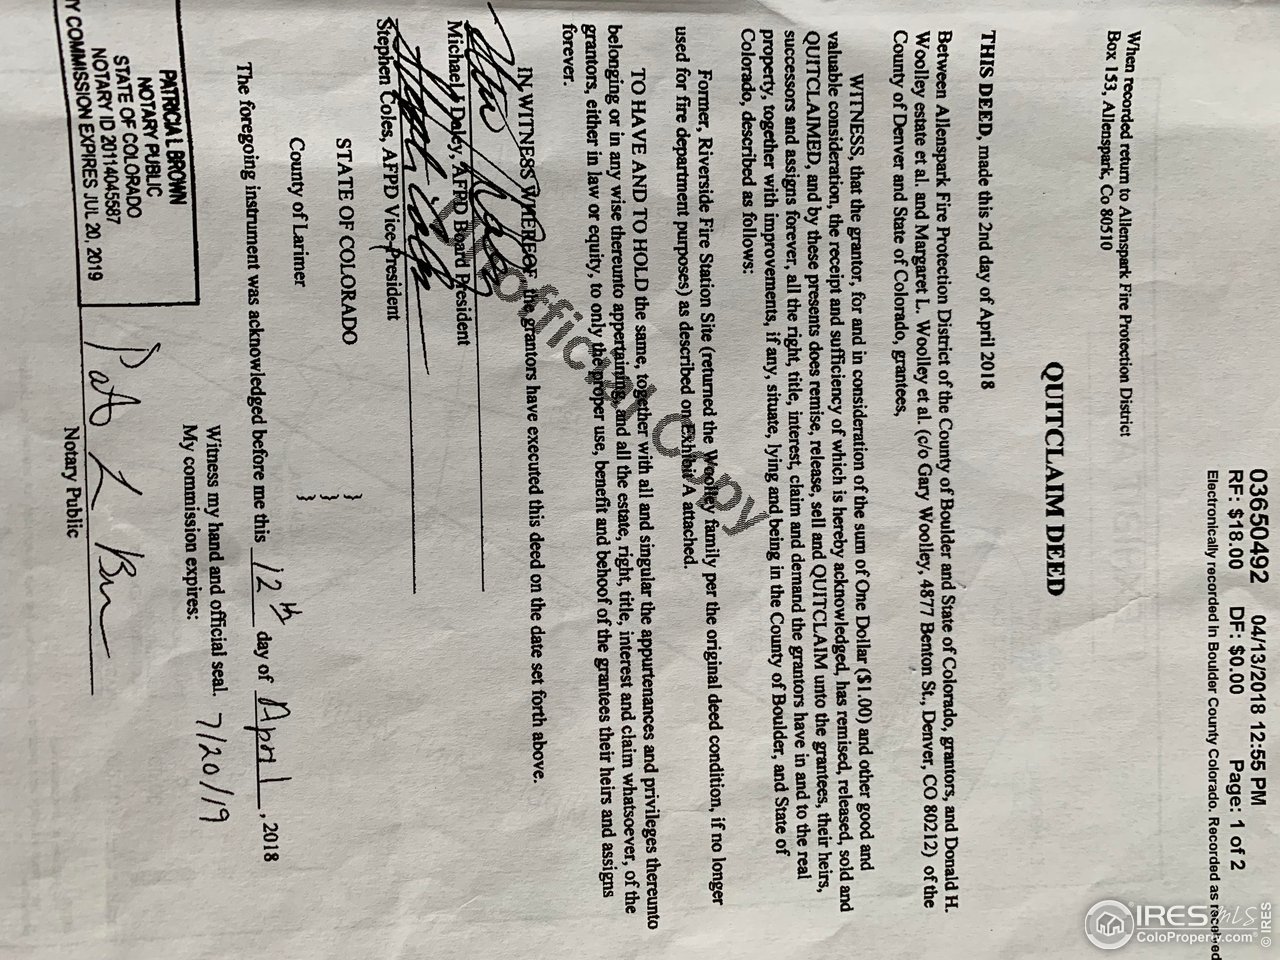 03650492 04/13/2018 12:55 PM
RF: $18.00 DF: $0.00 Page: 1 of 2
Electronically recorded in Boulder County Colorado. Recorded as received
When recorded return to Allenspark Fire Protection District
Box 153, Allenspark, Co 80510
QUITCLAIM DEED
THIS DEED, made this 2nd day of April 2018
Between Allenspark Fire Protection District of the County of Boulder and State of Colorado, grantors, and Donald H.
Woolley estate et al. and Margaret L. Woolley et al. (c/o Gary Woolley, 4877 Benton St., Denver, CO 80212) of the
County of Denver and State of Colorado, grantees,
WITNESS, that the grantor, for and in consideration of the sum of One Dollar ($1.00) and other good and
valuable consideration, the receipt and sufficiency of which is hereby acknowledged, has remised, released, sold and
QUITCLAIMED, and by these presents does remise, release, sell and QUITCLAIM unto the grantees, their heirs,
successors and assigns forever, all the right, title, interest, claim and demand the grantors have in and to the real
property, together with improvements, if any, situate, lying and being in the County of Boulder, and State of
Colorado, described as follows:
Former, Riverside Fire Station Site (returned the Woolley family per the original deed condition, if no longer
used for fire department purposes) as described on Exhibit A attached.
TO HAVE AND TO HOLD the same, together with all and singular the appurtenances and privileges thereunto
belonging or in any wise thereunto appertaining, and all the estate, right, title, interest and claim whatsoever, of the
grantors, either in law or equity, to only the proper use, benefit and behoof of the grantees their heirs and assigns
forever.
IN WITNESS WHEREOF the grantors have executed this deed on the date set forth above.
Michael J Daley, AFPD Board President
Stephen Coles, AFPD Vice-President
Unofficial Copy
STATE OF COLORADO }
}
County of Larimer }
The foregoing instrument was acknowledged before me this 12th day of April, 2018
Witness my hand and official seal.
My commission expires: 7/20/19
Pat L Br
Notary Public
PATRICIA L BROWN
NOTARY PUBLIC
STATE OF COLORADO
NOTARY ID 20114045587
Y COMMISSION EXPIRES JUL 20, 2019
IRES MLS
ColoProperty.com
© IRES